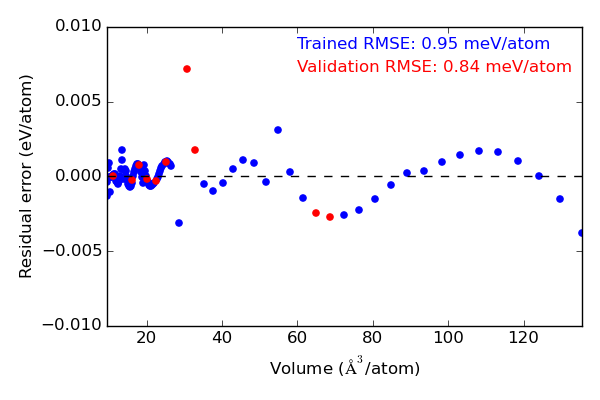 0.010
0.005
0.000
−0.005
−0.010
Residual error (eV/atom)
Trained RMSE: 0.95 meV/atom
Validation RMSE: 0.84 meV/atom
20 40 60 80 100 120
Volume (Å³/atom)